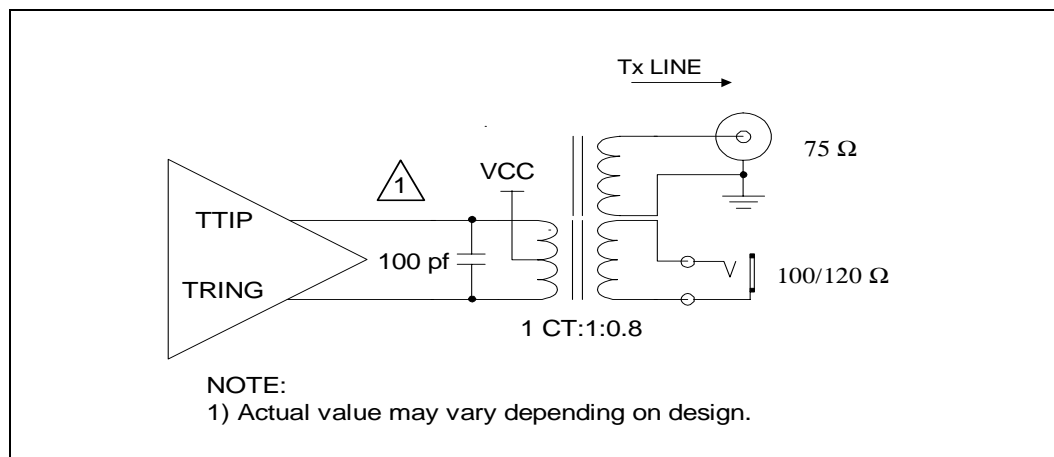 Tx LINE
75 Ω
1
VCC
TTIP
100 pf
TRING
100/120 Ω
1 CT:1:0.8
NOTE:
1) Actual value may vary depending on design.